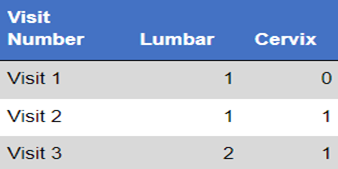 Visit
Number Lumbar Cervix
Visit 1 1 0
Visit 2 1 1
Visit 3 2 1